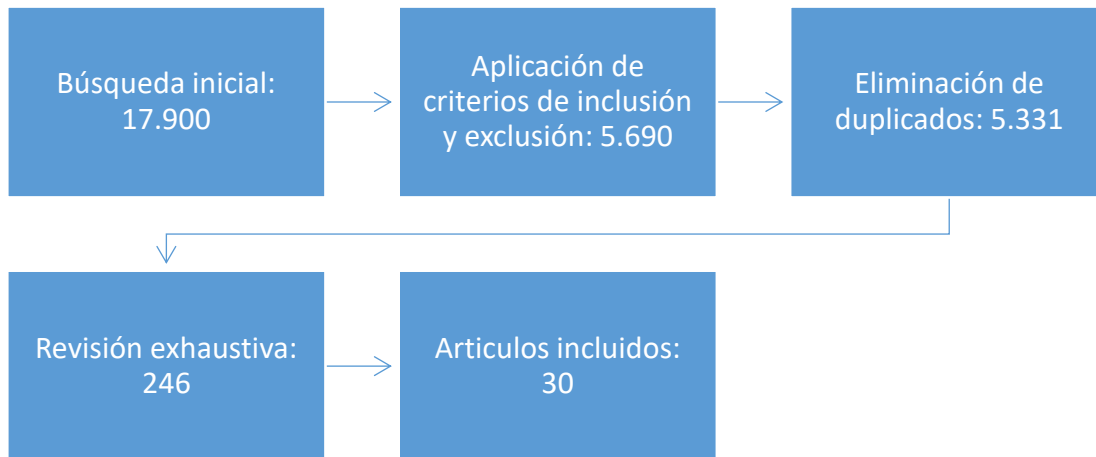 Búsqueda inicial:
17.900
Aplicación de
criterios de inclusión
y exclusión: 5.690
Eliminación de
duplicados: 5.331
Revisión exhaustiva:
246
Articulos incluidos:
30